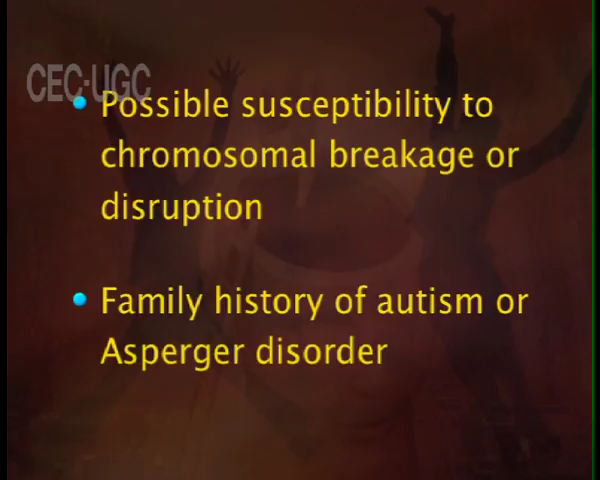 CEC-UGC
• Possible susceptibility to
chromosomal breakage or
disruption
• Family history of autism or
Asperger disorder